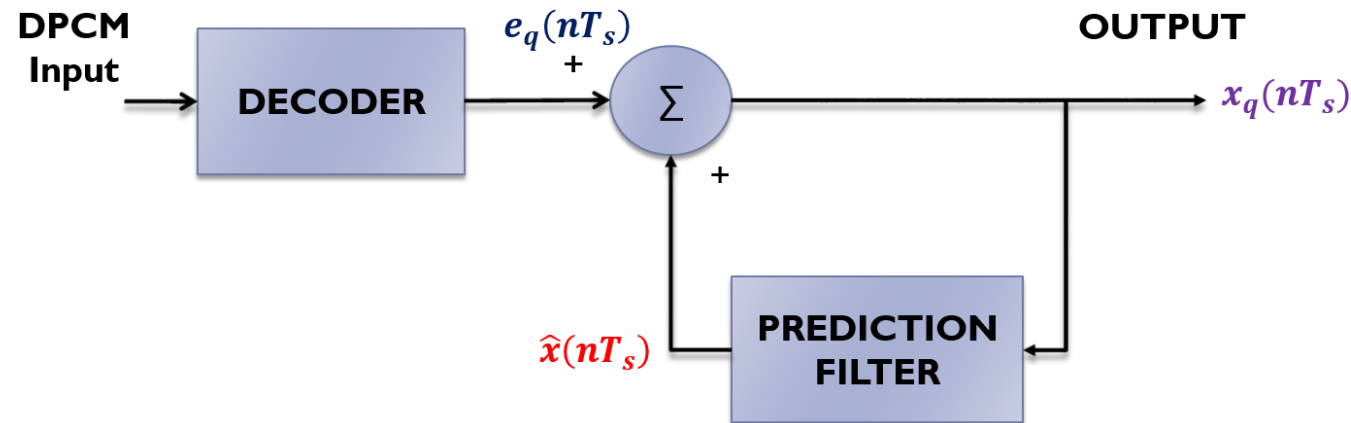 DPCM
Input
DECODER
e_q(nT_s)
+
∑
+
OUTPUT
x_q(nT_s)
x̂(nT_s)
PREDICTION
FILTER